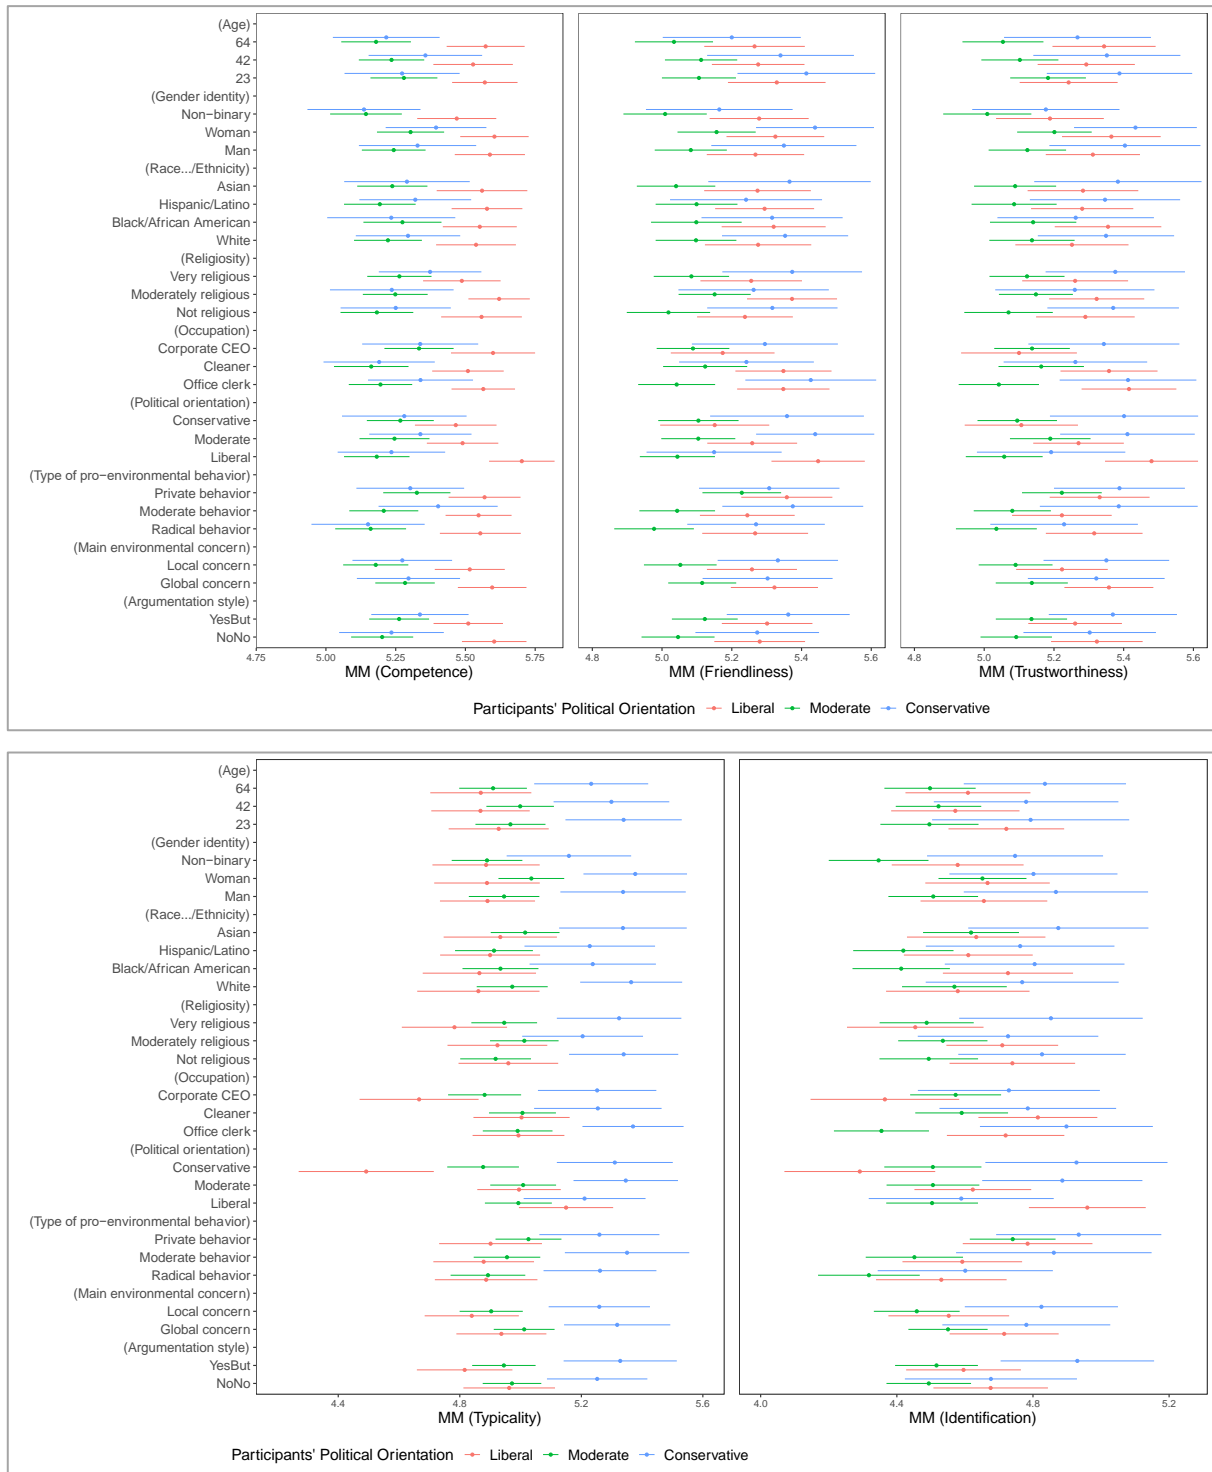 (Age)
64
42
23
(Gender identity)
Non−binary
Woman
Man
(Race.../Ethnicity)
Asian
Hispanic/Latino
Black/African American
White
(Religiosity)
Very religious
Moderately religious
Not religious
(Occupation)
Corporate CEO
Cleaner
Office clerk
(Political orientation)
Conservative
Moderate
Liberal
(Type of pro−environmental behavior)
Private behavior
Moderate behavior
Radical behavior
(Main environmental concern)
Local concern
Global concern
(Argumentation style)
YesBut
NoNo
4.75 5.00 5.25 5.50 5.75
MM (Competence)
4.8 5.0 5.2 5.4 5.6
MM (Friendliness)
4.8 5.0 5.2 5.4 5.6
MM (Trustworthiness)
Participants' Political Orientation Liberal Moderate Conservative
(Age)
64
42
23
(Gender identity)
Non−binary
Woman
Man
(Race.../Ethnicity)
Asian
Hispanic/Latino
Black/African American
White
(Religiosity)
Very religious
Moderately religious
Not religious
(Occupation)
Corporate CEO
Cleaner
Office clerk
(Political orientation)
Conservative
Moderate
Liberal
(Type of pro−environmental behavior)
Private behavior
Moderate behavior
Radical behavior
(Main environmental concern)
Local concern
Global concern
(Argumentation style)
YesBut
NoNo
4.4 4.8 5.2 5.6
MM (Typicality)
4.0 4.4 4.8 5.2
MM (Identification)
Participants' Political Orientation Liberal Moderate Conservative